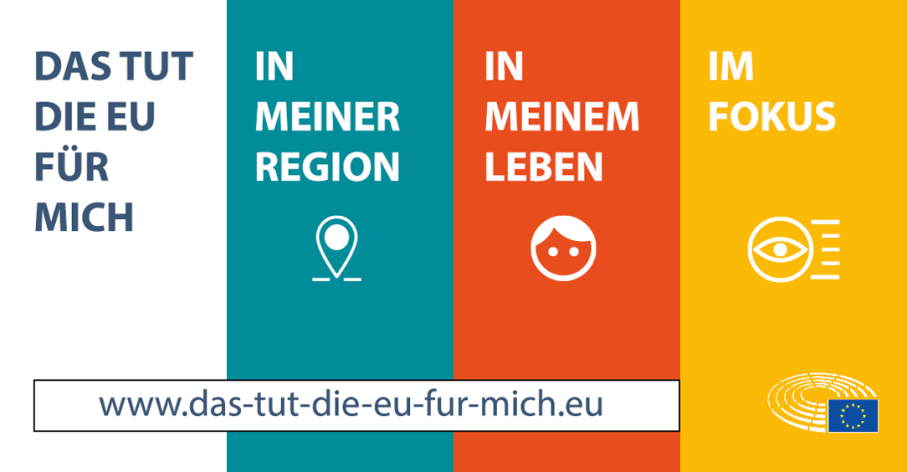 DAS TUT
DIE EU
FÜR
MICH
IN
MEINER
REGION
IN
MEINEM
LEBEN
IM
FOKUS
www.das-tut-die-eu-fur-mich.eu